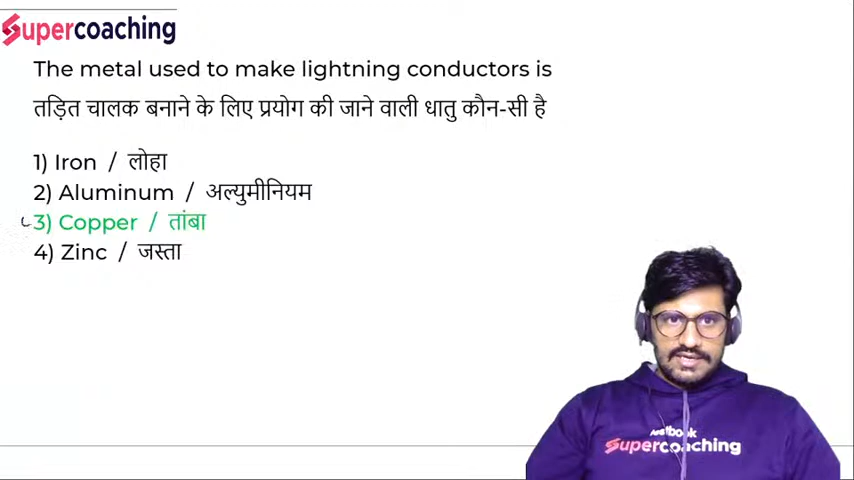 Supercoaching
The metal used to make lightning conductors is
तड़ित चालक बनाने के लिए प्रयोग की जाने वाली धातु कौन-सी है
1) Iron / लोहा
2) Aluminum / अल्युमीनियम
3) Copper / तांबा
4) Zinc / जस्ता
Supercoaching